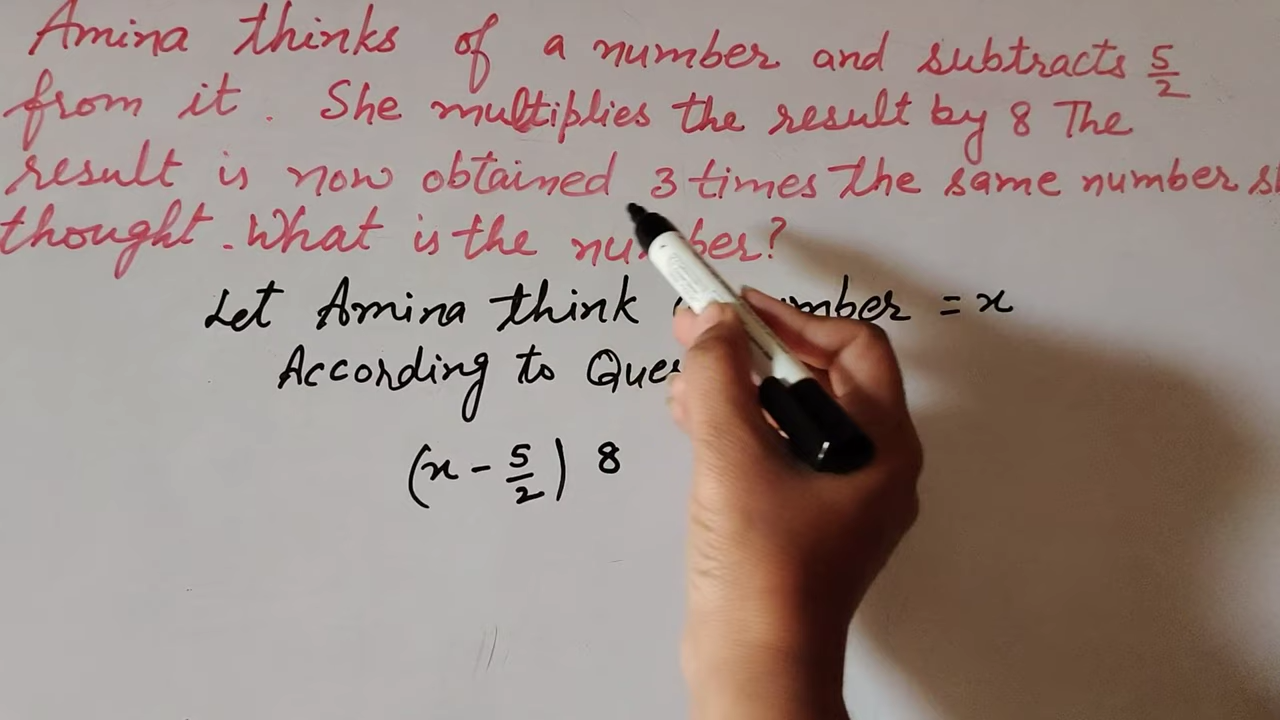 Amina thinks of a number and subtracts 5/2
from it. She multiplies the result by 8 The
result is now obtained 3 times the same number
thought. What is the number?
Let Amina think number = x
According to
(x - 5/2) 8